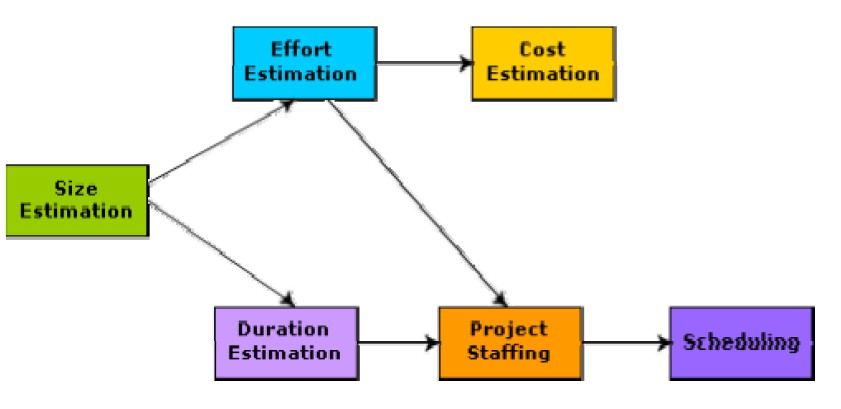 Effort
Estimation
Cost
Estimation
Size
Estimation
Duration
Estimation
Project
Staffing
Scheduling